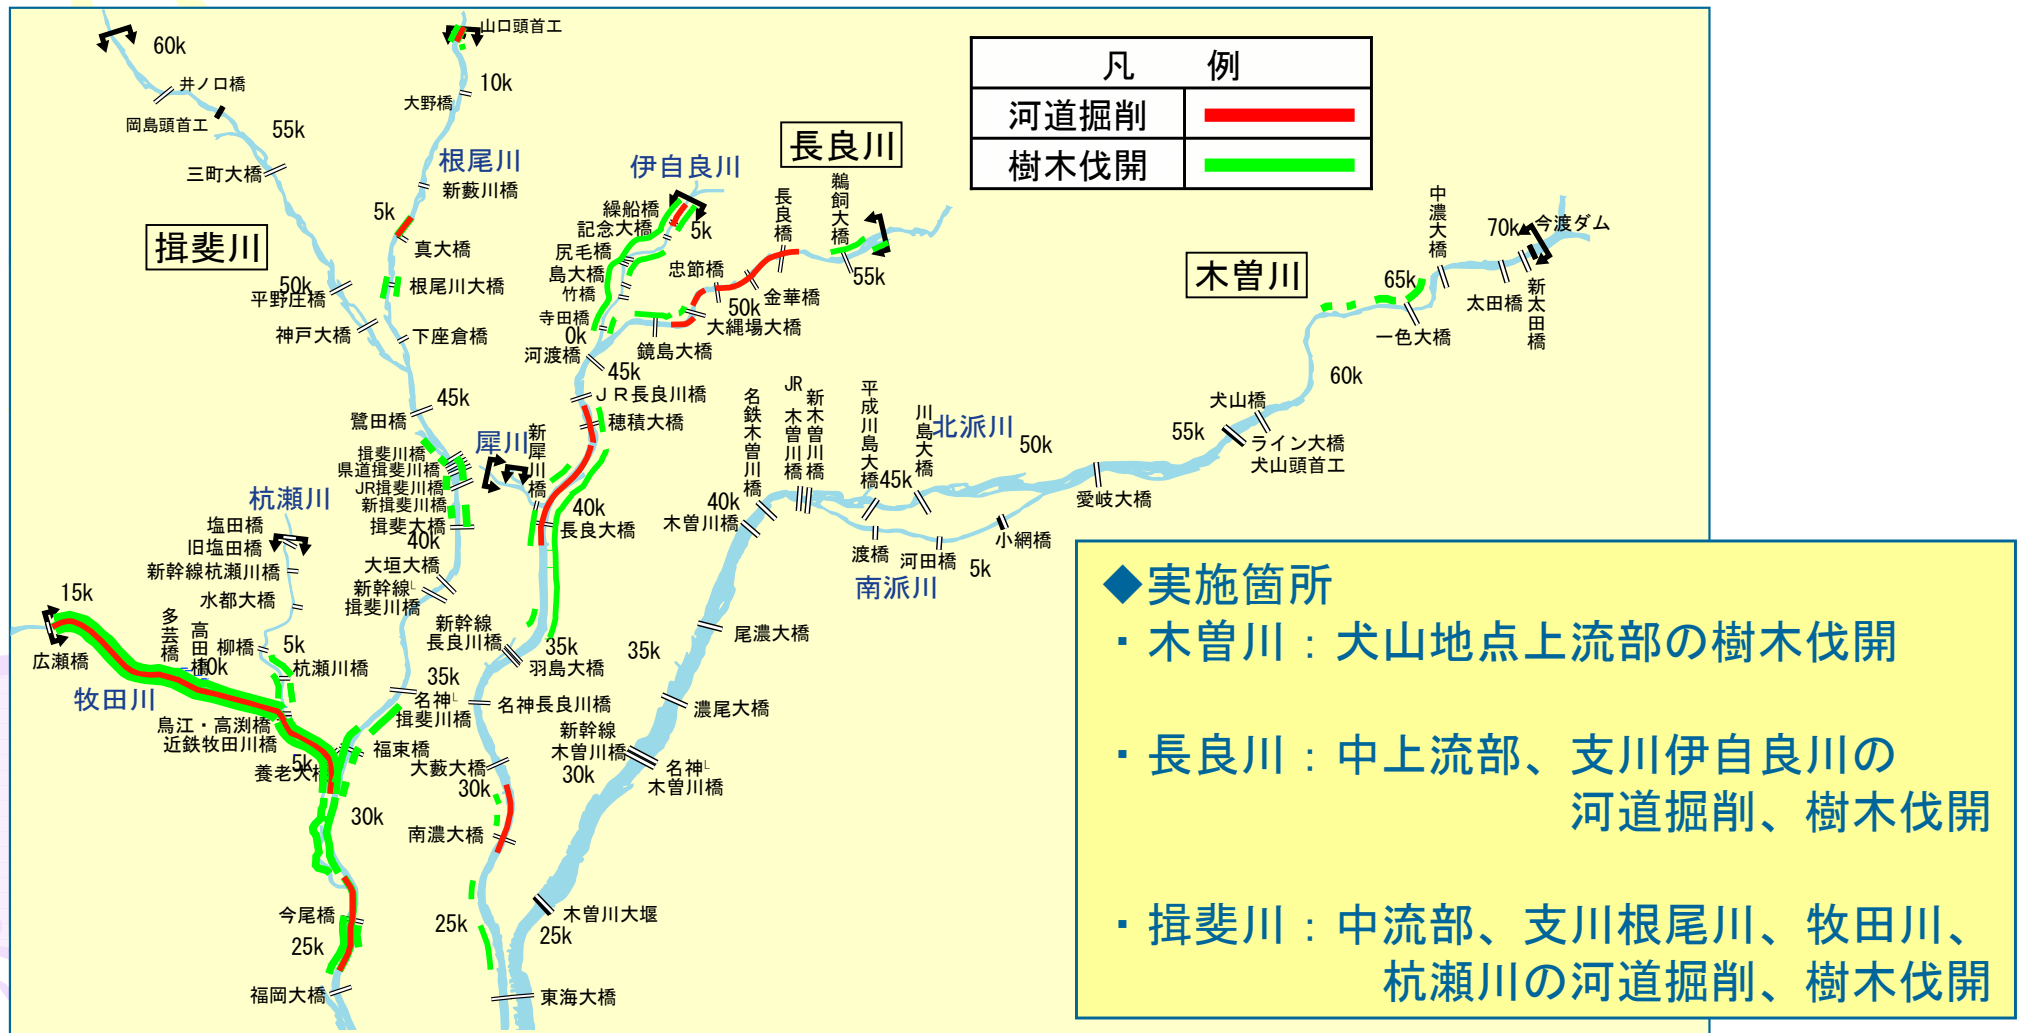 凡 例
河道掘削
樹木伐開
揖斐川
長良川
木曽川
根尾川
伊自良川
犀川
杭瀬川
牧田川
北派川
南派川
60k
井ノ口橋
岡島頭首工
55k
三町大橋
50k
平野庄橋
神戸大橋
45k
鷺田橋
揖斐川橋
県道揖斐川橋
JR揖斐川橋
新揖斐川橋
揖斐大橋
40k
大垣大橋
新幹線
揖斐川橋
35k
名神
揖斐川橋
福束橋
30k
今尾橋
25k
福岡大橋
山口頭首工
10k
大野橋
新藪川橋
5k
真大橋
根尾川大橋
下座倉橋
塩田橋
旧塩田橋
新幹線杭瀬川橋
水都大橋
柳橋
5k
杭瀬川橋
15k
広瀬橋
多芸橋
高田橋
鳥江・高渕橋
近鉄牧田川橋
5k
養老大橋
繰船橋
記念大橋
5k
尻毛橋
島大橋
竹橋
寺田橋
0k
河渡橋
鵜飼大橋
55k
長良橋
金華橋
忠節橋
50k
大縄場大橋
鏡島大橋
45k
JR長良川橋
穂積大橋
新犀川橋
40k
長良大橋
新幹線
長良川橋
35k
羽島大橋
名神長良川橋
大藪大橋
30k
南濃大橋
25k
東海大橋
今渡ダム
70k
新太田橋
太田橋
中濃大橋
65k
一色大橋
60k
犬山橋
ライン大橋
犬山頭首工
55k
愛岐大橋
50k
川島大橋
45k
平成川島大橋
新木曽川橋
JR木曽川橋
名鉄木曽川橋
40k
木曽川橋
渡橋
河田橋
5k
小網橋
尾濃大橋
35k
濃尾大橋
新幹線
木曽川橋
30k
名神
木曽川橋
木曽川大堰
25k
◆実施箇所
・木曽川：犬山地点上流部の樹木伐開
・長良川：中上流部、支川伊自良川の
河道掘削、樹木伐開
・揖斐川：中流部、支川根尾川、牧田川、
杭瀬川の河道掘削、樹木伐開